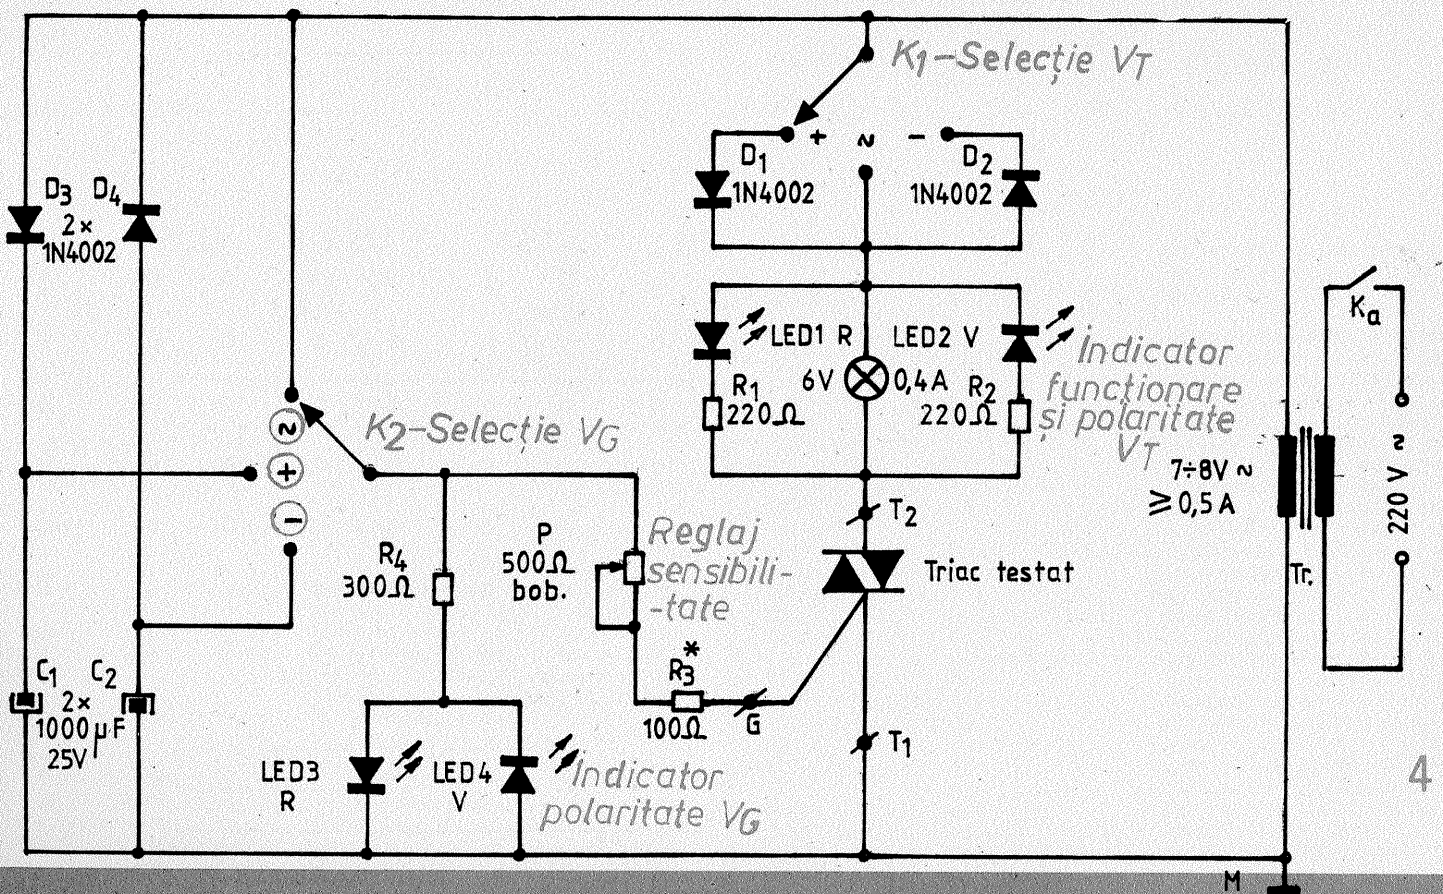 K1-Selecție VT
+ ~ -
D1
1N4002
D2
1N4002
D3 D4
2×
1N4002
LED1 R
LED2 V
R1
220Ω
6V
0,4A
R2
220Ω
Indicator
funcționare
și polaritate
VT
Ka
220 V ~
7÷8V ~
≥ 0,5 A
Tr.
~
+
−
K2-Selecție VG
R4
300Ω
P
500Ω
bob.
Reglaj
sensibili-
-tate
T2
Triac testat
R3*
100Ω
G
T1
C1 C2
2×
1000 µF
25V
LED3
R
LED4
V
Indicator
polaritate VG
4
M